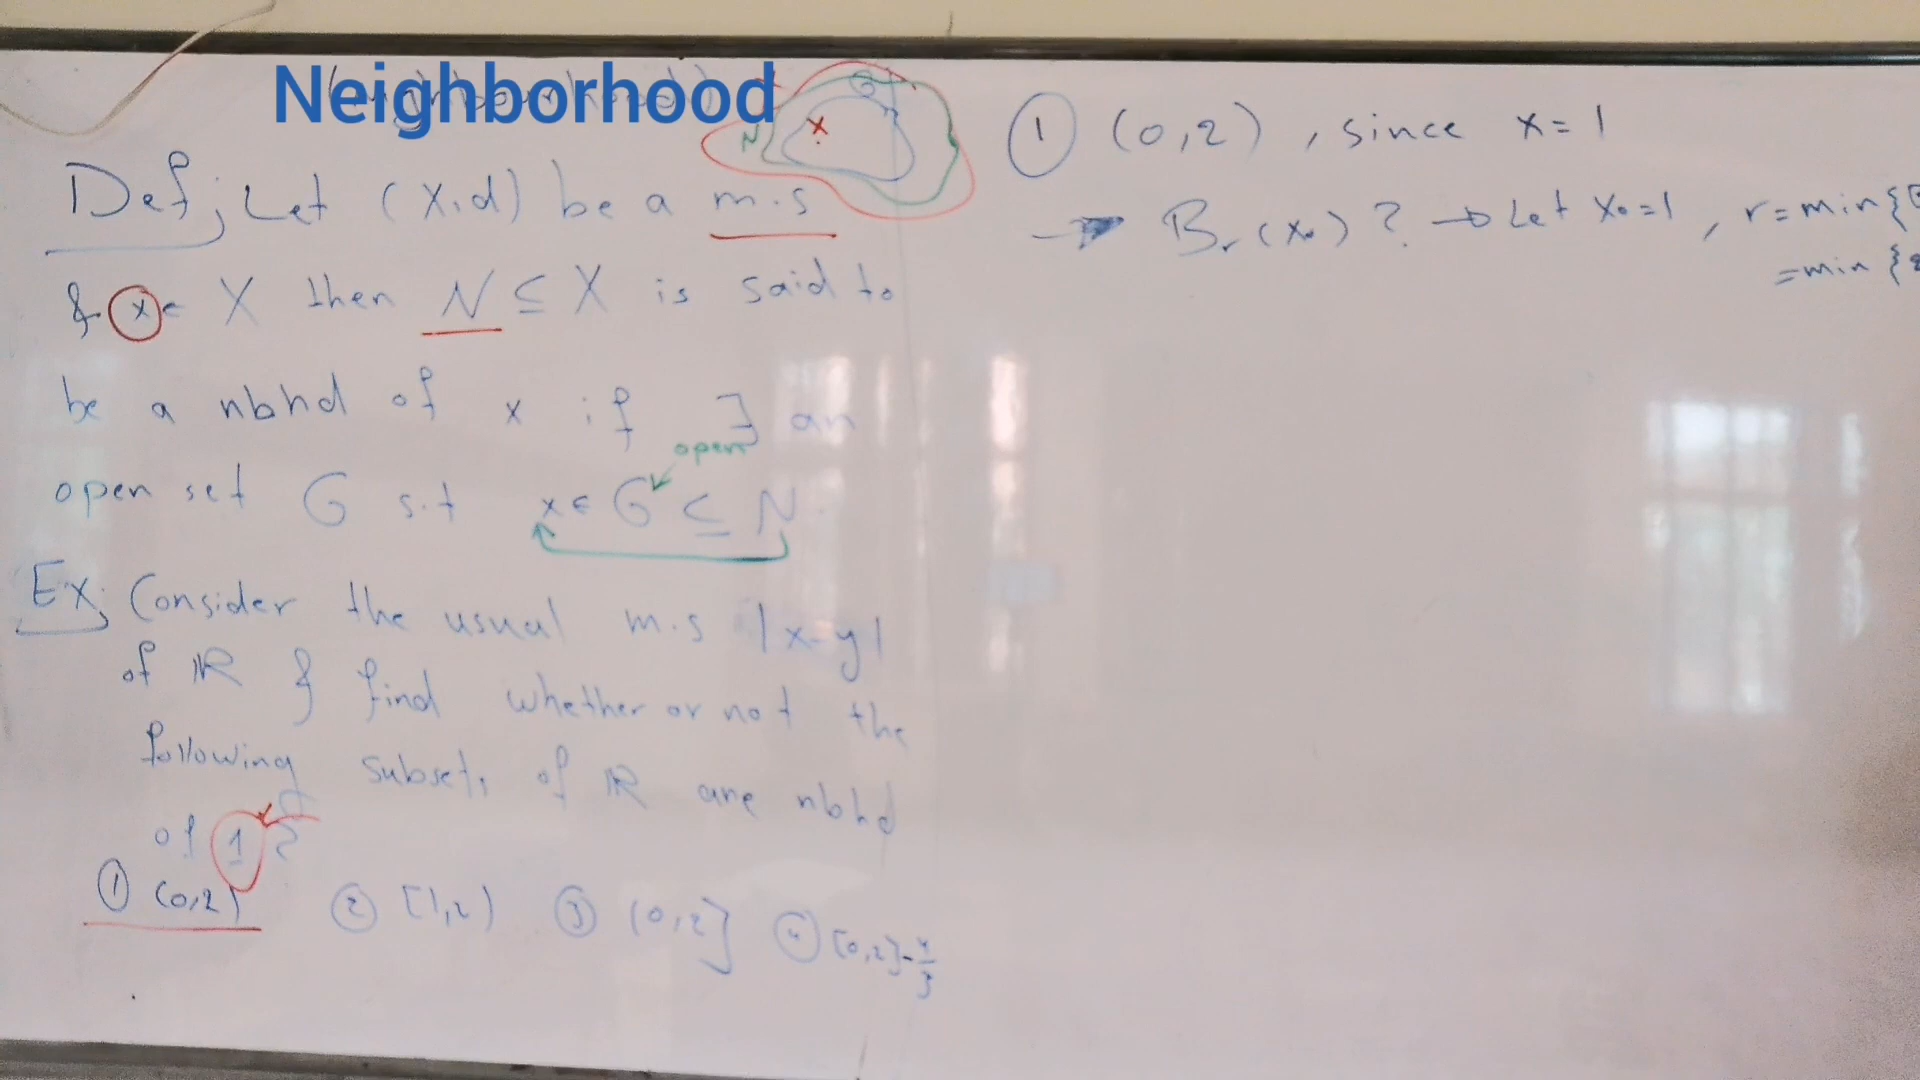 Neighborhood
N G
x
Def; Let (X,d) be a m.s
& x ∈ X then N ⊆ X is said to
be a nbhd of x if ∃ an
open
open set G s.t x ∈ G ⊆ N
Ex; Consider the usual m.s |x-y|
of ℝ & find whether or not the
following subsets of ℝ are nbhd
of 1 ?
① (0,2) ② [1,2) ③ (0,2] ④ [0,2]-
① (0,2) , since x=1
→ Br(x₀) ? → Let x₀=1 , r=min{
=min {